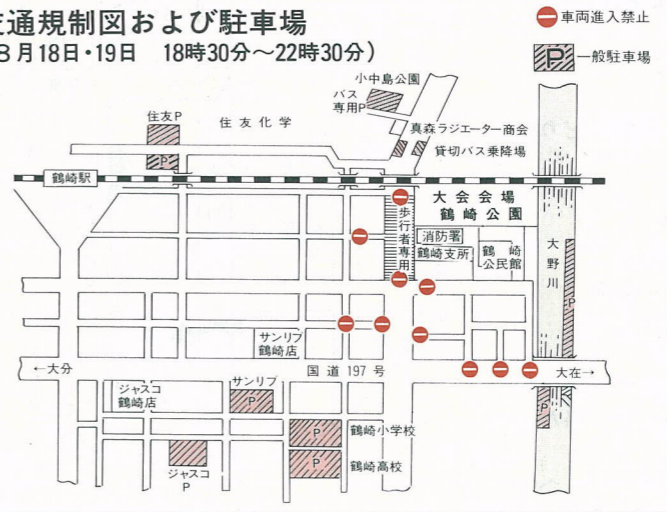 通規制図および駐車場
8月18日・19日 18時30分〜22時30分)
車両進入禁止
P 一般駐車場
小中島公園
バス
専用P
住友P
住友化学
真森ラジエーター商会
貸切バス乗降場
P
鶴崎駅
大会会場
鶴崎公園
歩行者専用
消防署
鶴崎支所
鶴崎
公民館
大野川
P
サンリブ
鶴崎店
←大分
国道197号
大在→
ジャスコ
鶴崎店
サンリブ
P
P
P
鶴崎小学校
P
鶴崎高校
ジャスコ
P